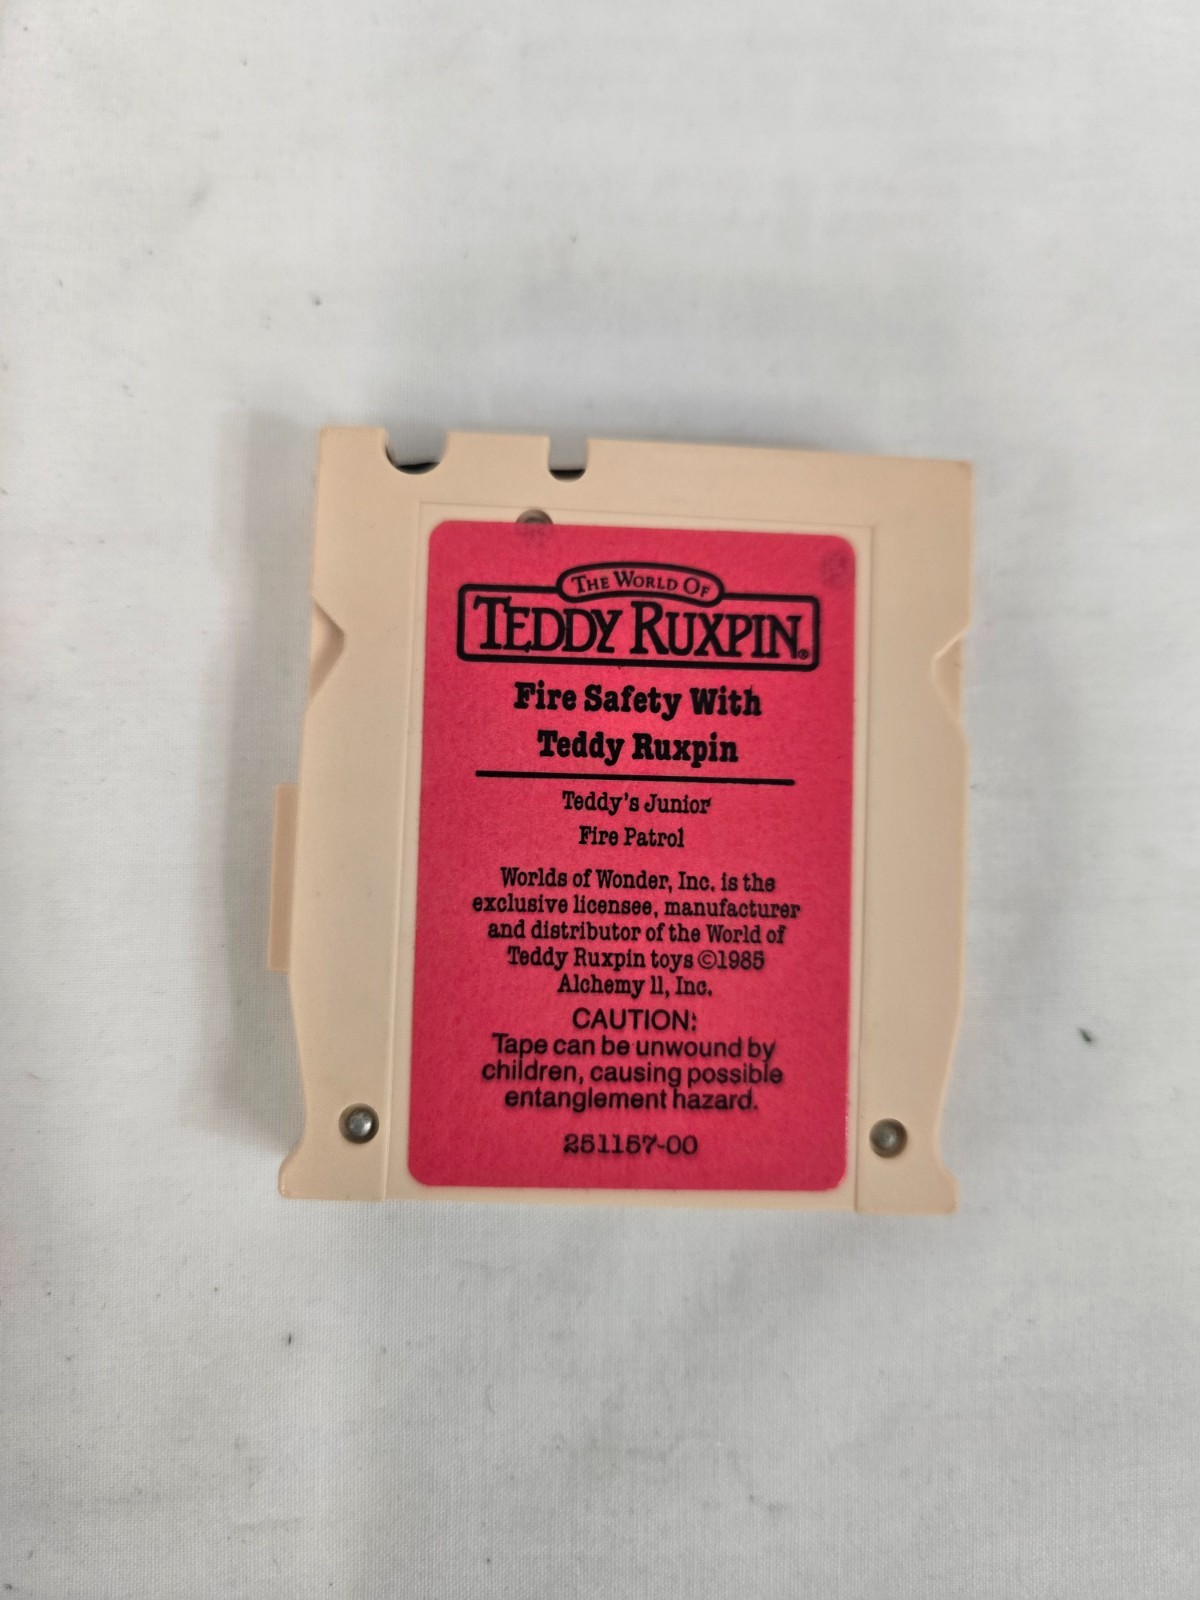 THE WORLD OF
TEDDY RUXPIN®
Fire Safety With
Teddy Ruxpin
Teddy's Junior
Fire Patrol
Worlds of Wonder, Inc. is the
exclusive licensee, manufacturer
and distributor of the World of
Teddy Ruxpin toys ©1985
Alchemy ll, Inc.
CAUTION:
Tape can be unwound by
children, causing possible
entanglement hazard.
251157-00